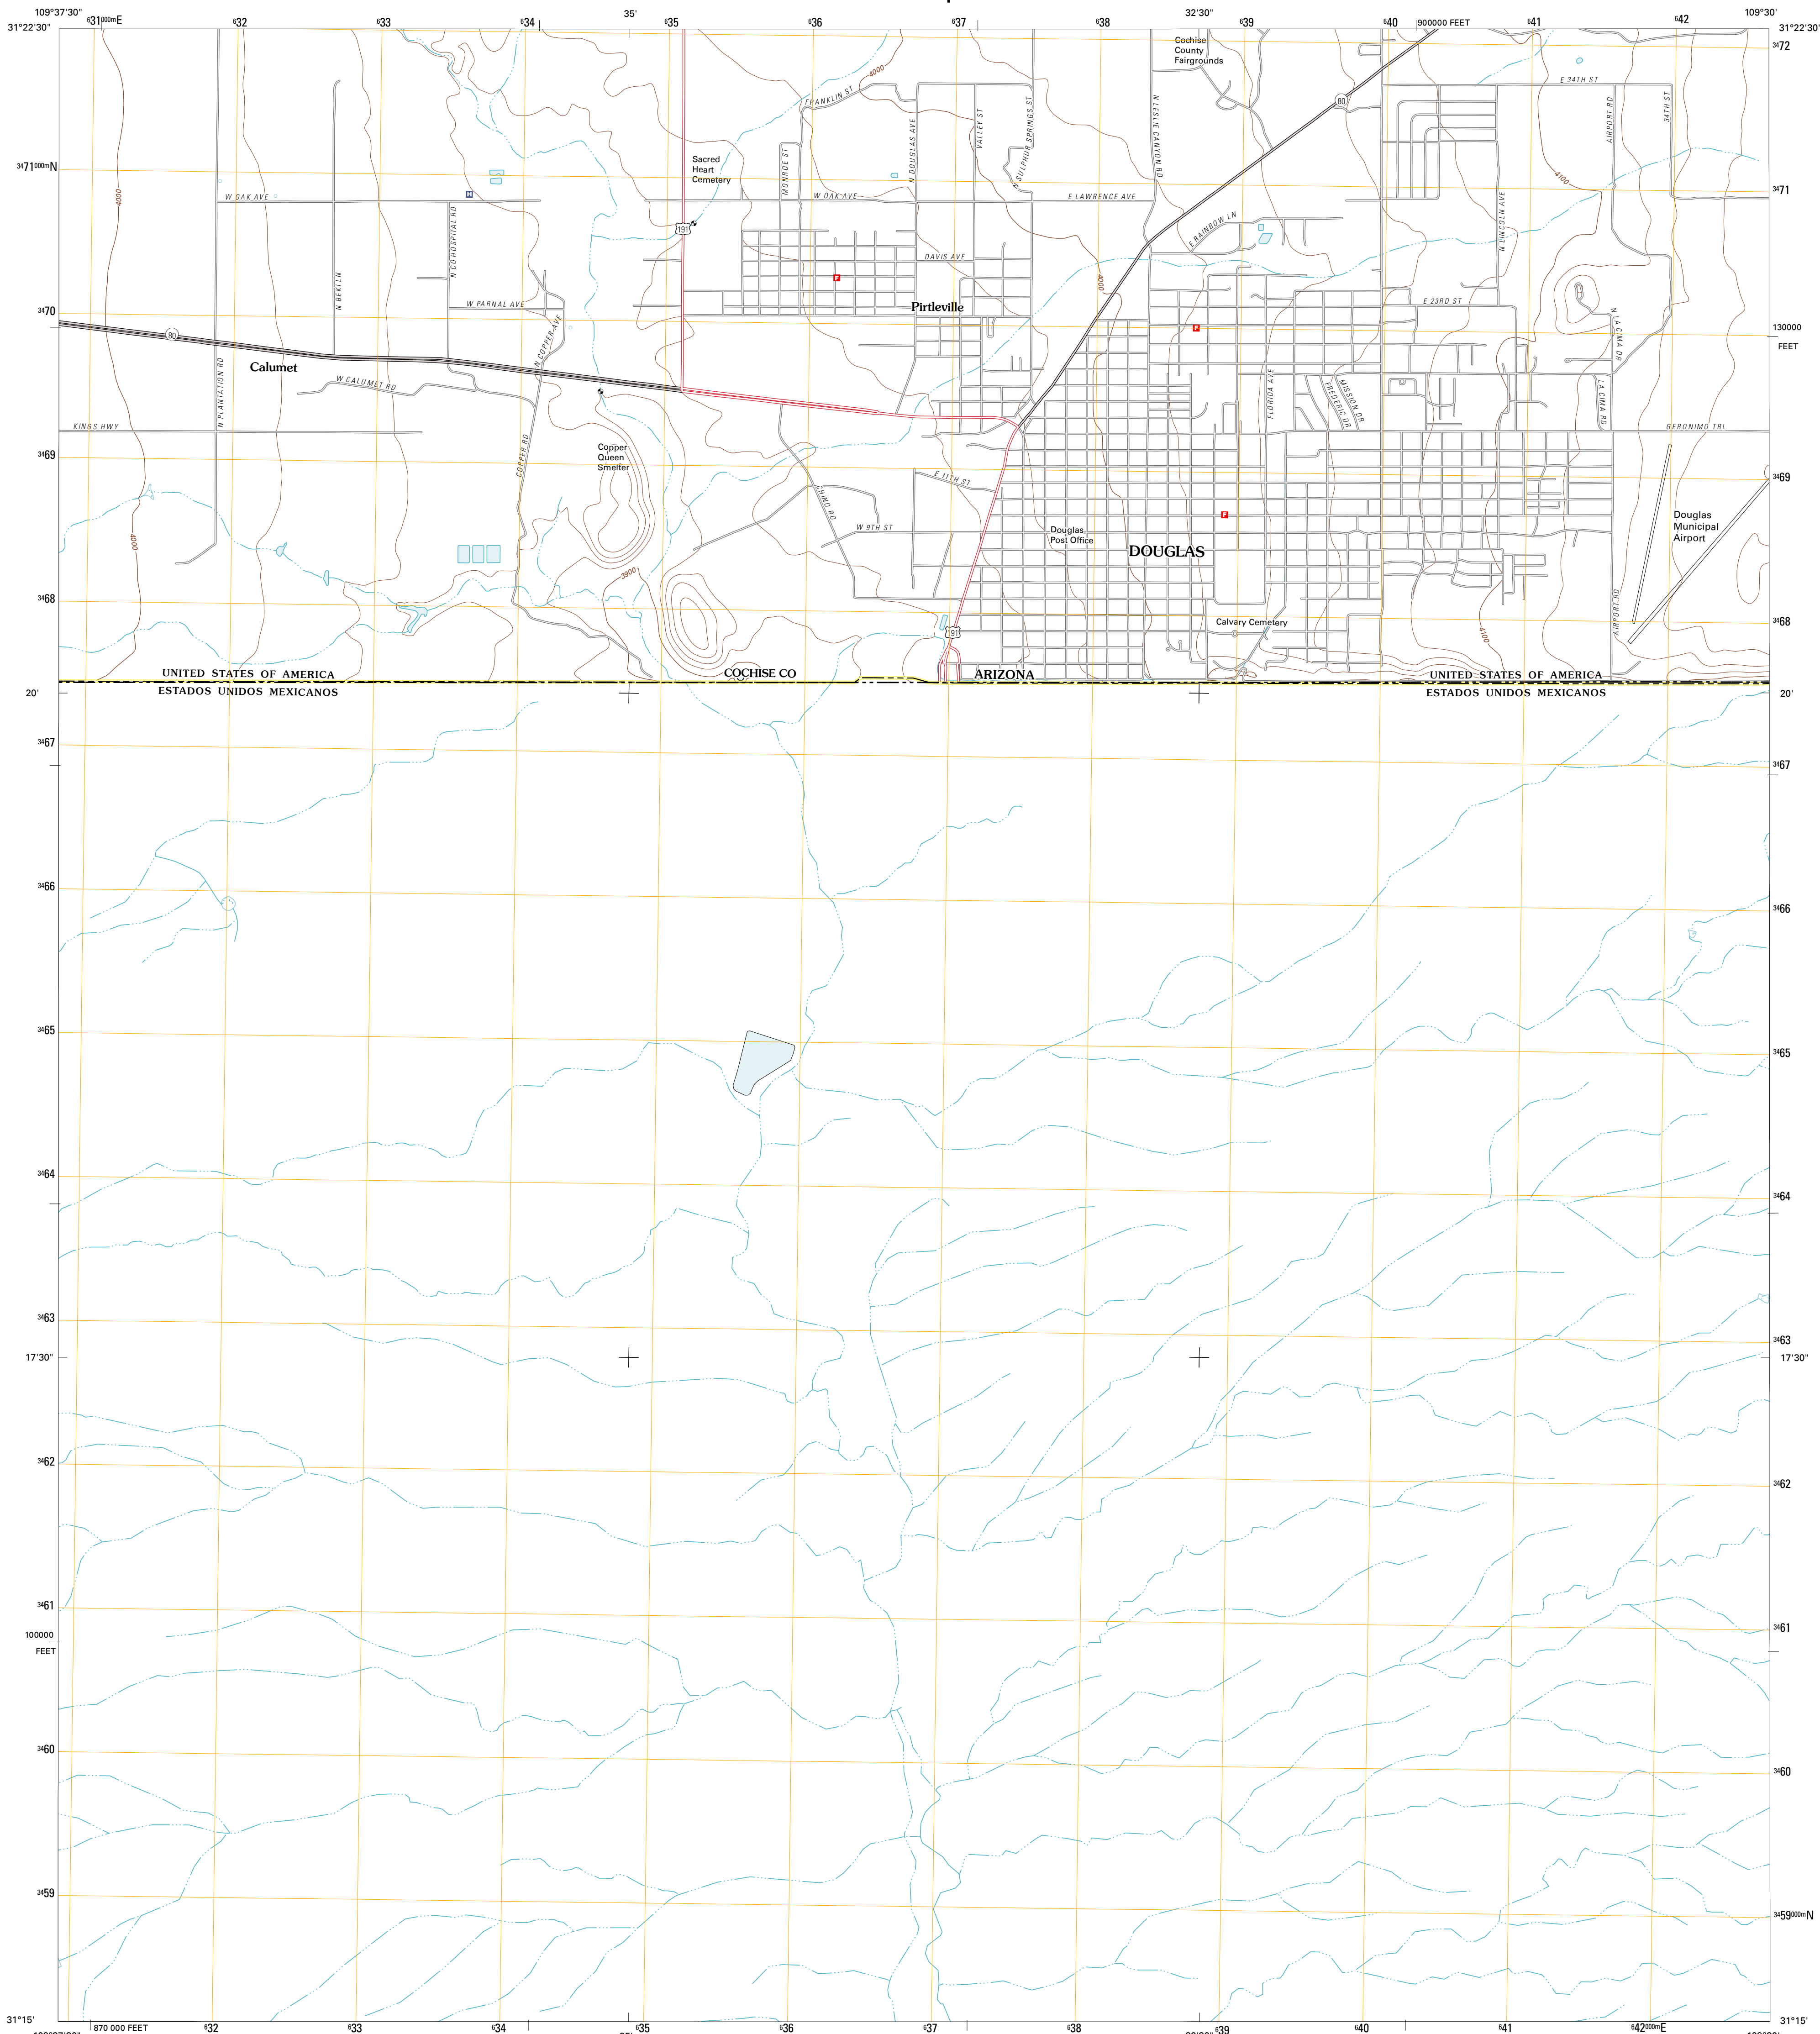 109°37'30"
⁶31⁰⁰⁰ᵐE
⁶32
⁶33
⁶34
35'
⁶35
⁶36
⁶37
⁶38
32'30"
⁶39
⁶40
900000 FEET
⁶41
⁶42
109°30'
31°22'30"
31°22'30"
³⁴72
Cochise
County
Fairgrounds
4000
FRANKLIN ST
E 34TH ST
80
N DOUGLAS AVE
VALLEY ST
N SULPHUR SPRINGS ST
N LESLIE CANYON RD
AIRPORT RD
34TH ST
³⁴71⁰⁰⁰ᵐN
Sacred
Heart
Cemetery
MONROE ST
4100
³⁴71
4000
W OAK AVE
H
W OAK AVE
E LAWRENCE AVE
191
N COHOSPITAL RD
E RAINBOW LN
N LINCOLN AVE
DAVIS AVE
F
4000
N BEKI LN
W PARNAL AVE
Pirtleville
E 23RD ST
³⁴70
N COPPER AVE
F
N LACIMA DR
130000
FEET
80
Calumet
N PLANTATION RD
W CALUMET RD
FLORIDA AVE
FREDERIC DR
MISSION DR
LA CIMA RD
KINGS HWY
GERONIMO TRL
COPPER RD
Copper
Queen
Smelter
³⁴69
³⁴69
E 11TH ST
CHINO RD
W 9TH ST
F
Douglas
Post Office
DOUGLAS
Douglas
Municipal
Airport
4000
3900
³⁴68
AIRPORT RD
³⁴68
Calvary Cemetery
191
4100
UNITED STATES OF AMERICA
COCHISE CO
ARIZONA
UNITED STATES OF AMERICA
ESTADOS UNIDOS MEXICANOS
ESTADOS UNIDOS MEXICANOS
20'
20'
³⁴67
³⁴67
³⁴66
³⁴66
³⁴65
³⁴65
³⁴64
³⁴64
³⁴63
³⁴63
17'30"
17'30"
³⁴62
³⁴62
³⁴61
³⁴61
100000
FEET
³⁴60
³⁴60
³⁴59
³⁴59⁰⁰⁰ᵐN
31°15'
31°15'
870 000 FEET
⁶32
⁶33
⁶34
⁶35
⁶36
⁶37
⁶38
⁶39
⁶40
⁶41
⁶42⁰⁰⁰ᵐE